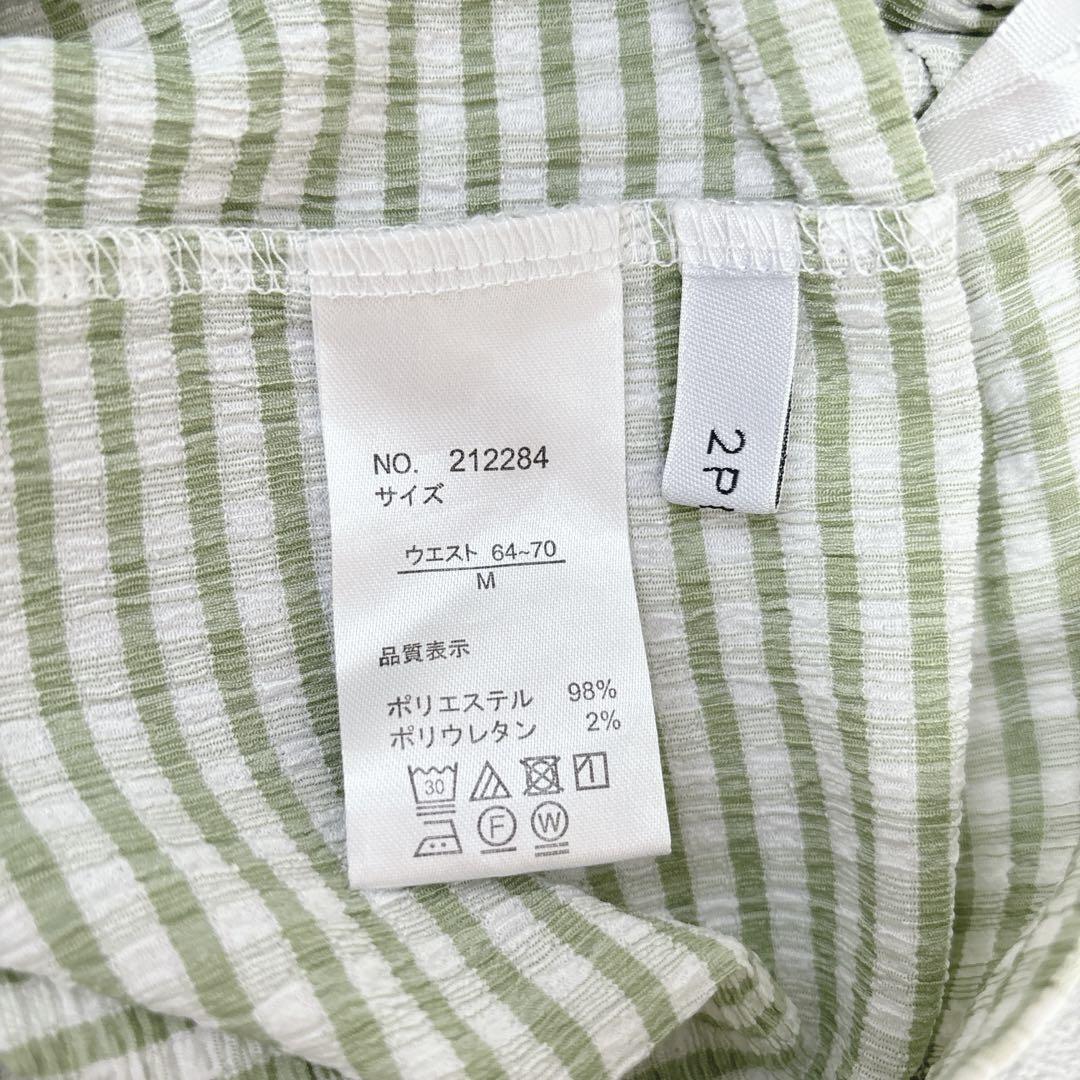 NO. 212284
サイズ
ウエスト 64~70
M
品質表示
ポリエステル 98%
ポリウレタン 2%
30
F W
2P